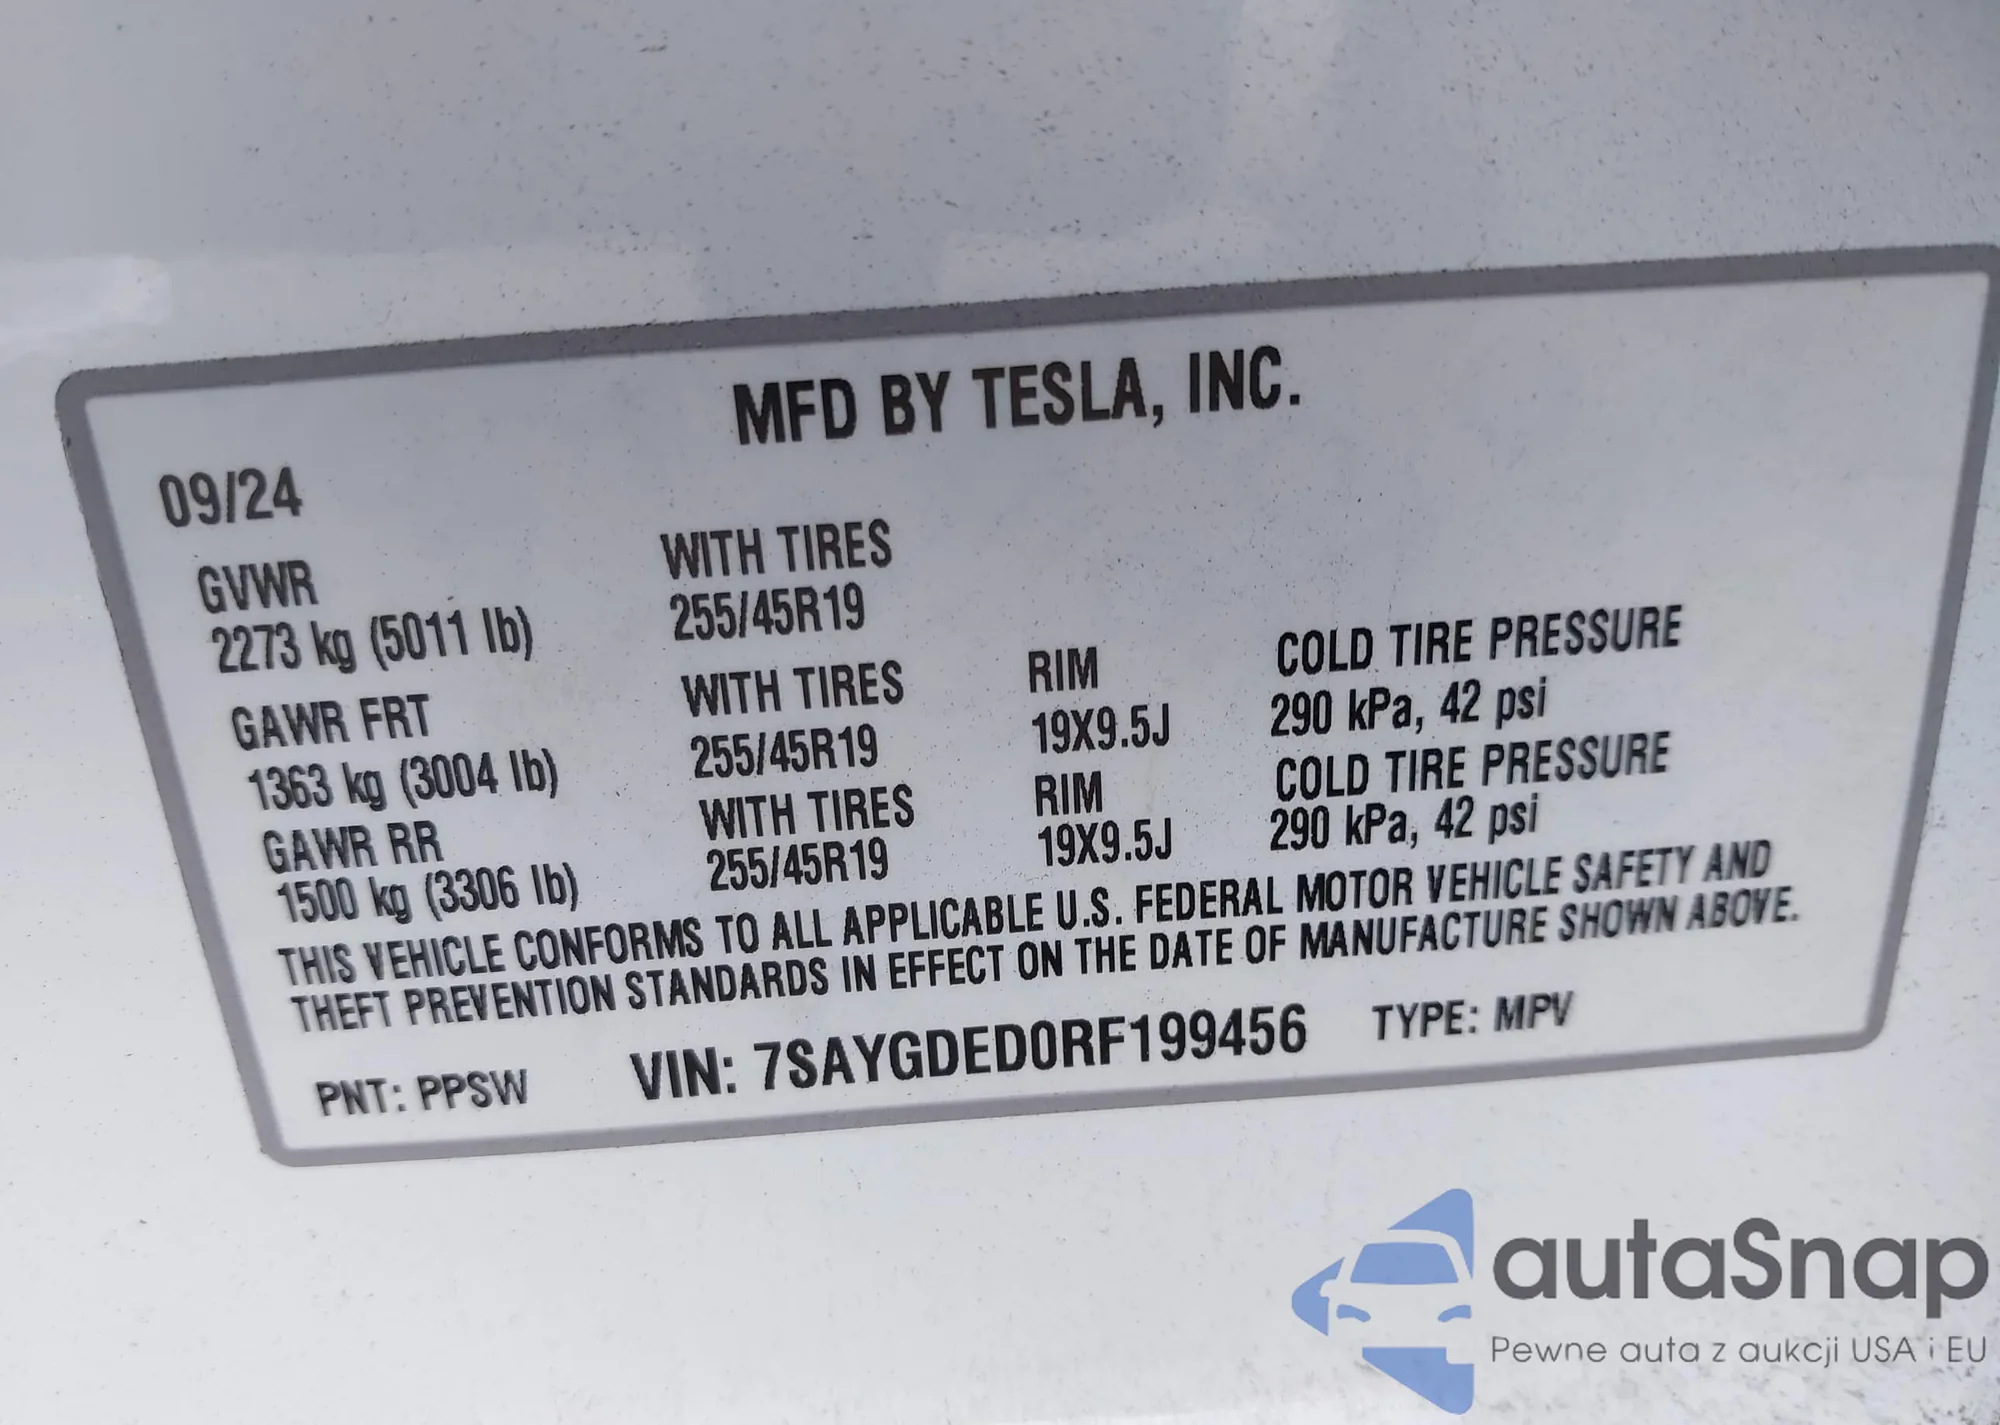 MFD BY TESLA, INC.
09/24
GVWR WITH TIRES
2273 kg (5011 lb) 255/45R19
GAWR FRT WITH TIRES RIM COLD TIRE PRESSURE
1363 kg (3004 lb) 255/45R19 19X9.5J 290 kPa, 42 psi
GAWR RR WITH TIRES RIM COLD TIRE PRESSURE
1500 kg (3306 lb) 255/45R19 19X9.5J 290 kPa, 42 psi
THIS VEHICLE CONFORMS TO ALL APPLICABLE U.S. FEDERAL MOTOR VEHICLE SAFETY AND
THEFT PREVENTION STANDARDS IN EFFECT ON THE DATE OF MANUFACTURE SHOWN ABOVE.
PNT: PPSW VIN: 7SAYGDED0RF199456 TYPE: MPV
autaSnap
Pewne auta z aukcji USA i EU